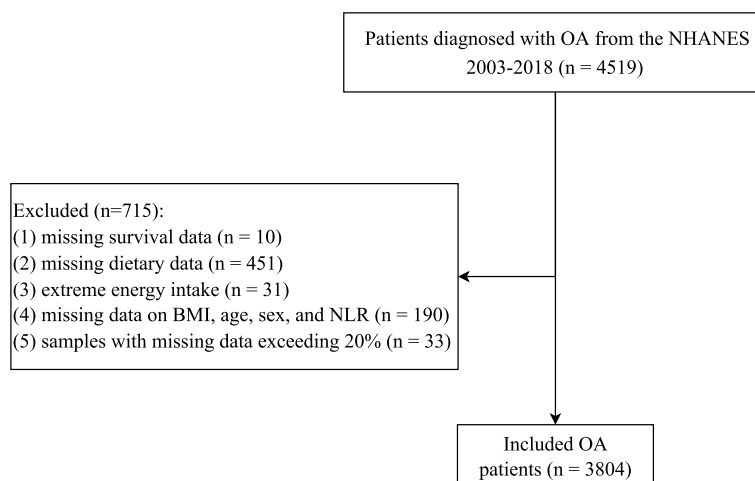 Patients diagnosed with OA from the NHANES
2003-2018 (n = 4519)
Excluded (n=715):
(1) missing survival data (n = 10)
(2) missing dietary data (n = 451)
(3) extreme energy intake (n = 31)
(4) missing data on BMI, age, sex, and NLR (n = 190)
(5) samples with missing data exceeding 20% (n = 33)
Included OA
patients (n = 3804)